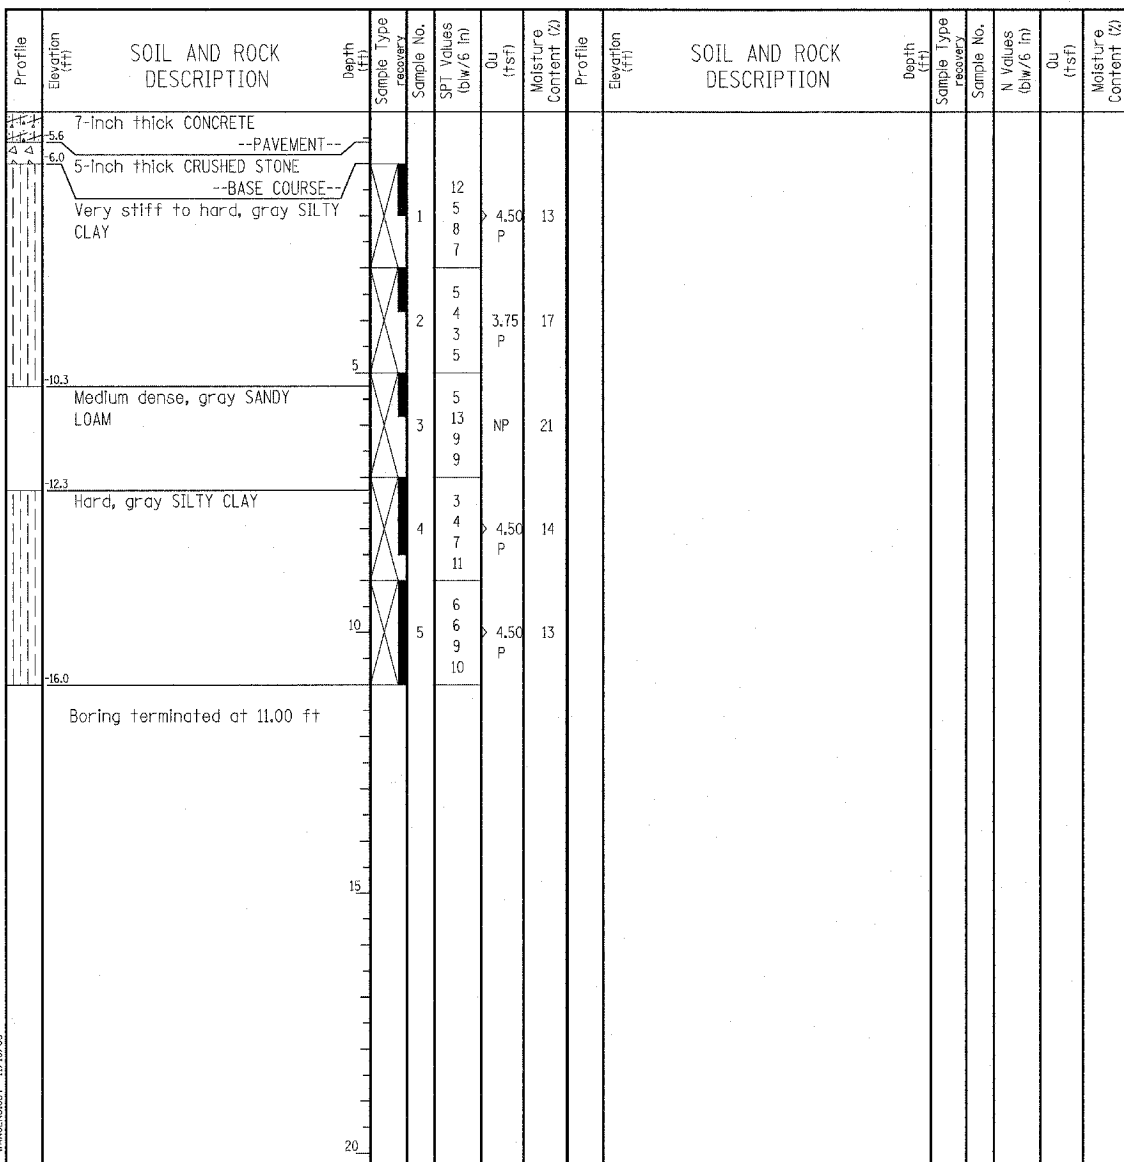 Profile
Elevation
(ft)
SOIL AND ROCK
DESCRIPTION
Depth
(ft)
Sample Type
recovery
Sample No.
SPT Values
(blw/6 in)
Qu
(tsf)
Moisture
Content (%)
Profile
Elevation
(ft)
SOIL AND ROCK
DESCRIPTION
Depth
(ft)
Sample Type
recovery
Sample No.
N Values
(blw/6 in)
Qu
(tsf)
Moisture
Content (%)
7-inch thick CONCRETE
-5.6
--PAVEMENT--
-6.0
5-inch thick CRUSHED STONE
--BASE COURSE--
Very stiff to hard, gray SILTY
CLAY
1
12
5
8
7
> 4.50
P
13
2
5
4
3
5
3.75
P
17
5
-10.3
Medium dense, gray SANDY
LOAM
3
5
13
9
9
NP
21
-12.3
Hard, gray SILTY CLAY
4
3
4
7
11
> 4.50
P
14
10
5
6
6
9
10
> 4.50
P
13
-16.0
Boring terminated at 11.00 ft
15
20